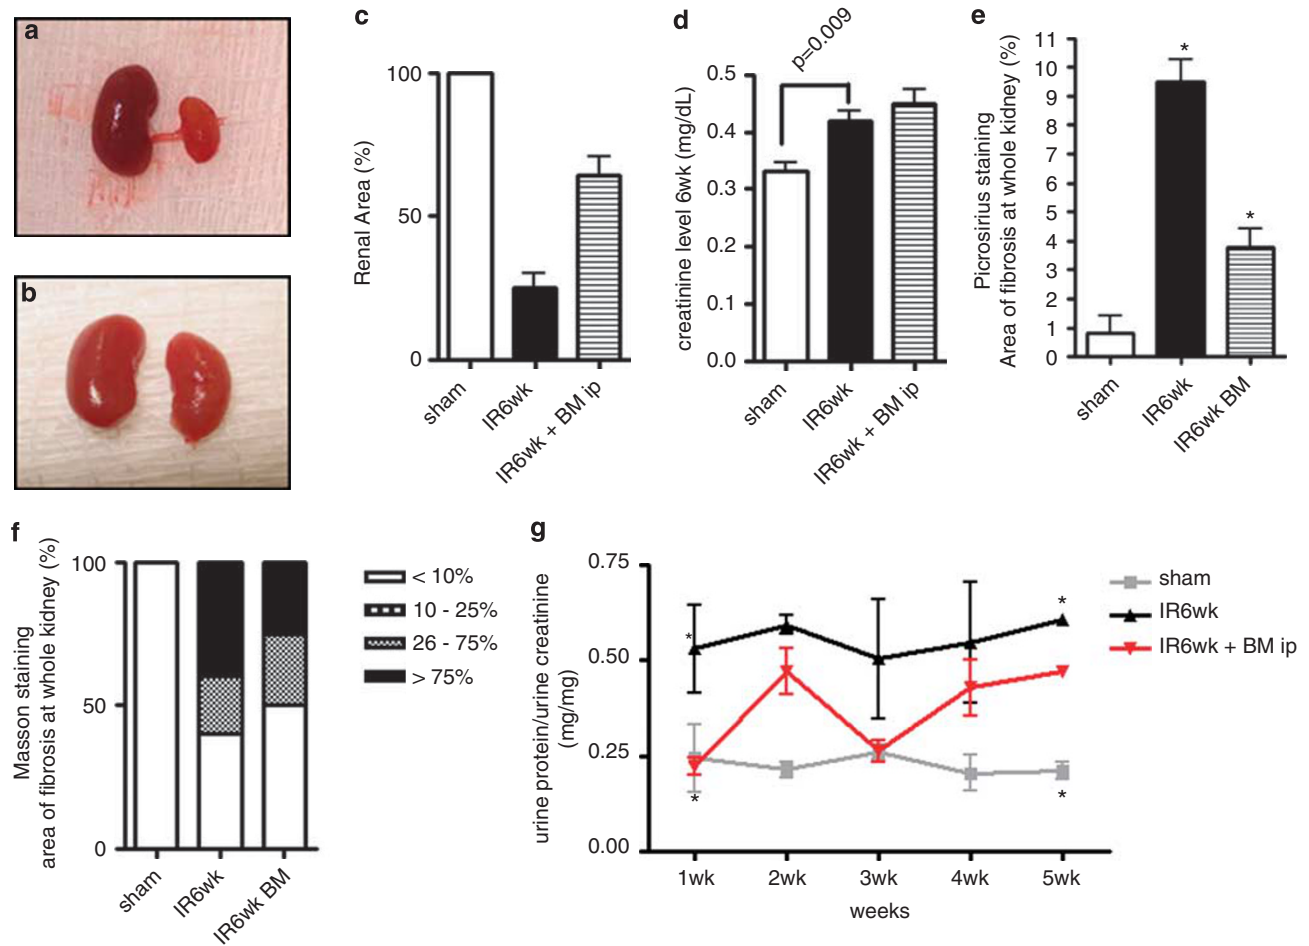 a
b
c
Renal Area (%)
100
50
0
sham
IR6wk
IR6wk + BM ip
d
p=0.009
creatinine level 6wk (mg/dL)
0.5
0.4
0.3
0.2
0.1
0.0
sham
IR6wk
IR6wk + BM ip
e
Picrosirius staining
Area of fibrosis at whole kidney (%)
11
10
9
8
7
6
5
4
3
2
1
0
*
*
sham
IR6wk
IR6wk BM
f
Masson staining
area of fibrosis at whole kidney (%)
100
50
0
sham
IR6wk
IR6wk BM
< 10%
10 - 25%
26 - 75%
> 75%
g
urine protein/urine creatinine
(mg/mg)
0.75
0.50
0.25
0.00
*
*
*
*
1wk
2wk
3wk
4wk
5wk
weeks
sham
IR6wk
IR6wk + BM ip